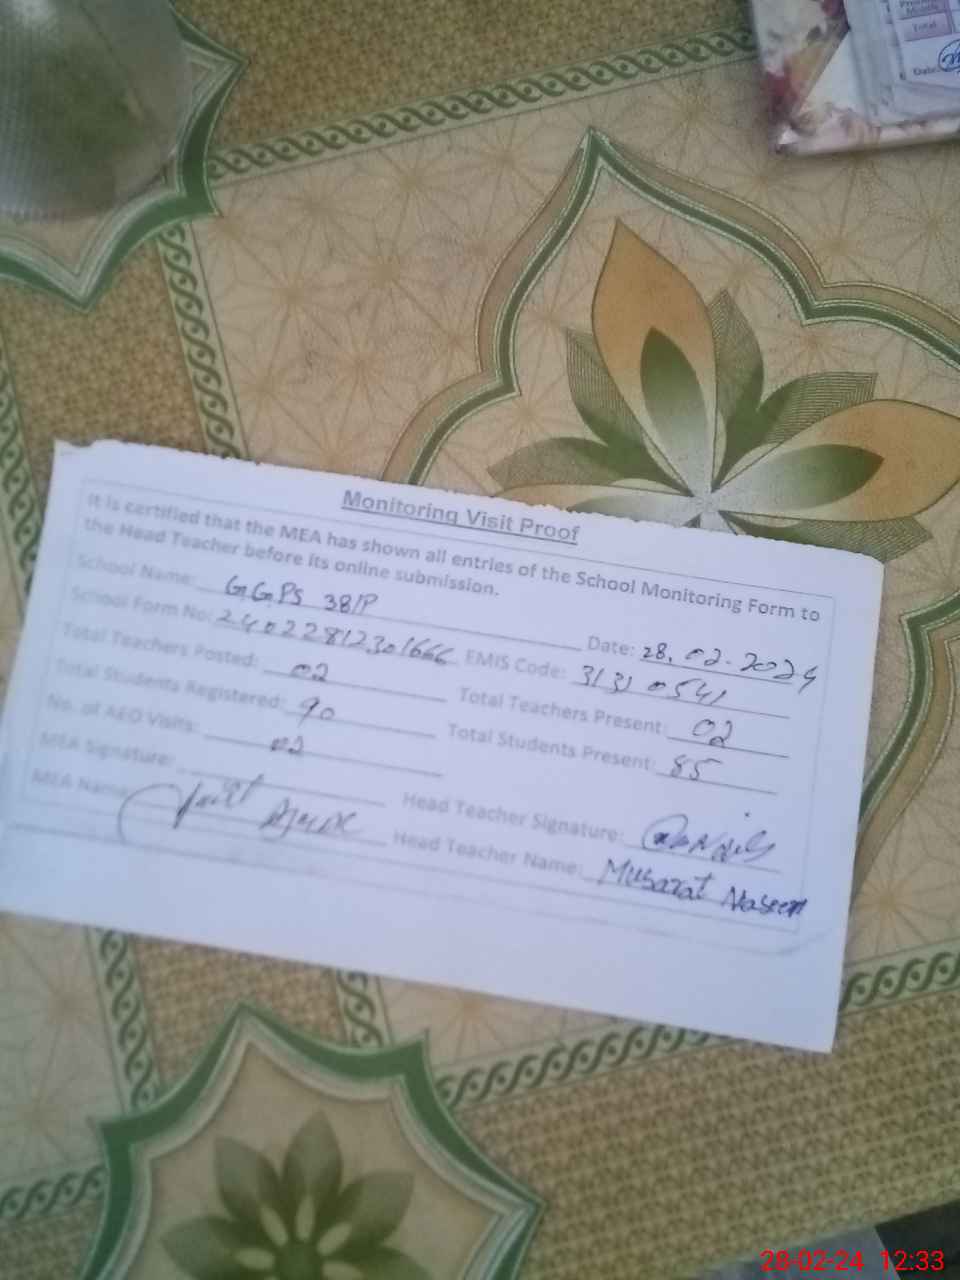 Monitoring Visit Proof
It is certified that the MEA has shown all entries of the School Monitoring Form to
the Head Teacher before its online submission.
School Name: G.G.PS 38/P Date: 28.02.2024
School Form No: 24022812301666 EMIS Code: 31310541
Total Teachers Posted: 02 Total Teachers Present: 02
Total Students Registered: 90 Total Students Present: 85
No. of AEO Visits: 02
MEA Signature: Head Teacher Signature:
MEA Name: Head Teacher Name: Musarat Naseem
Total
Date:
28-02-24 12:33